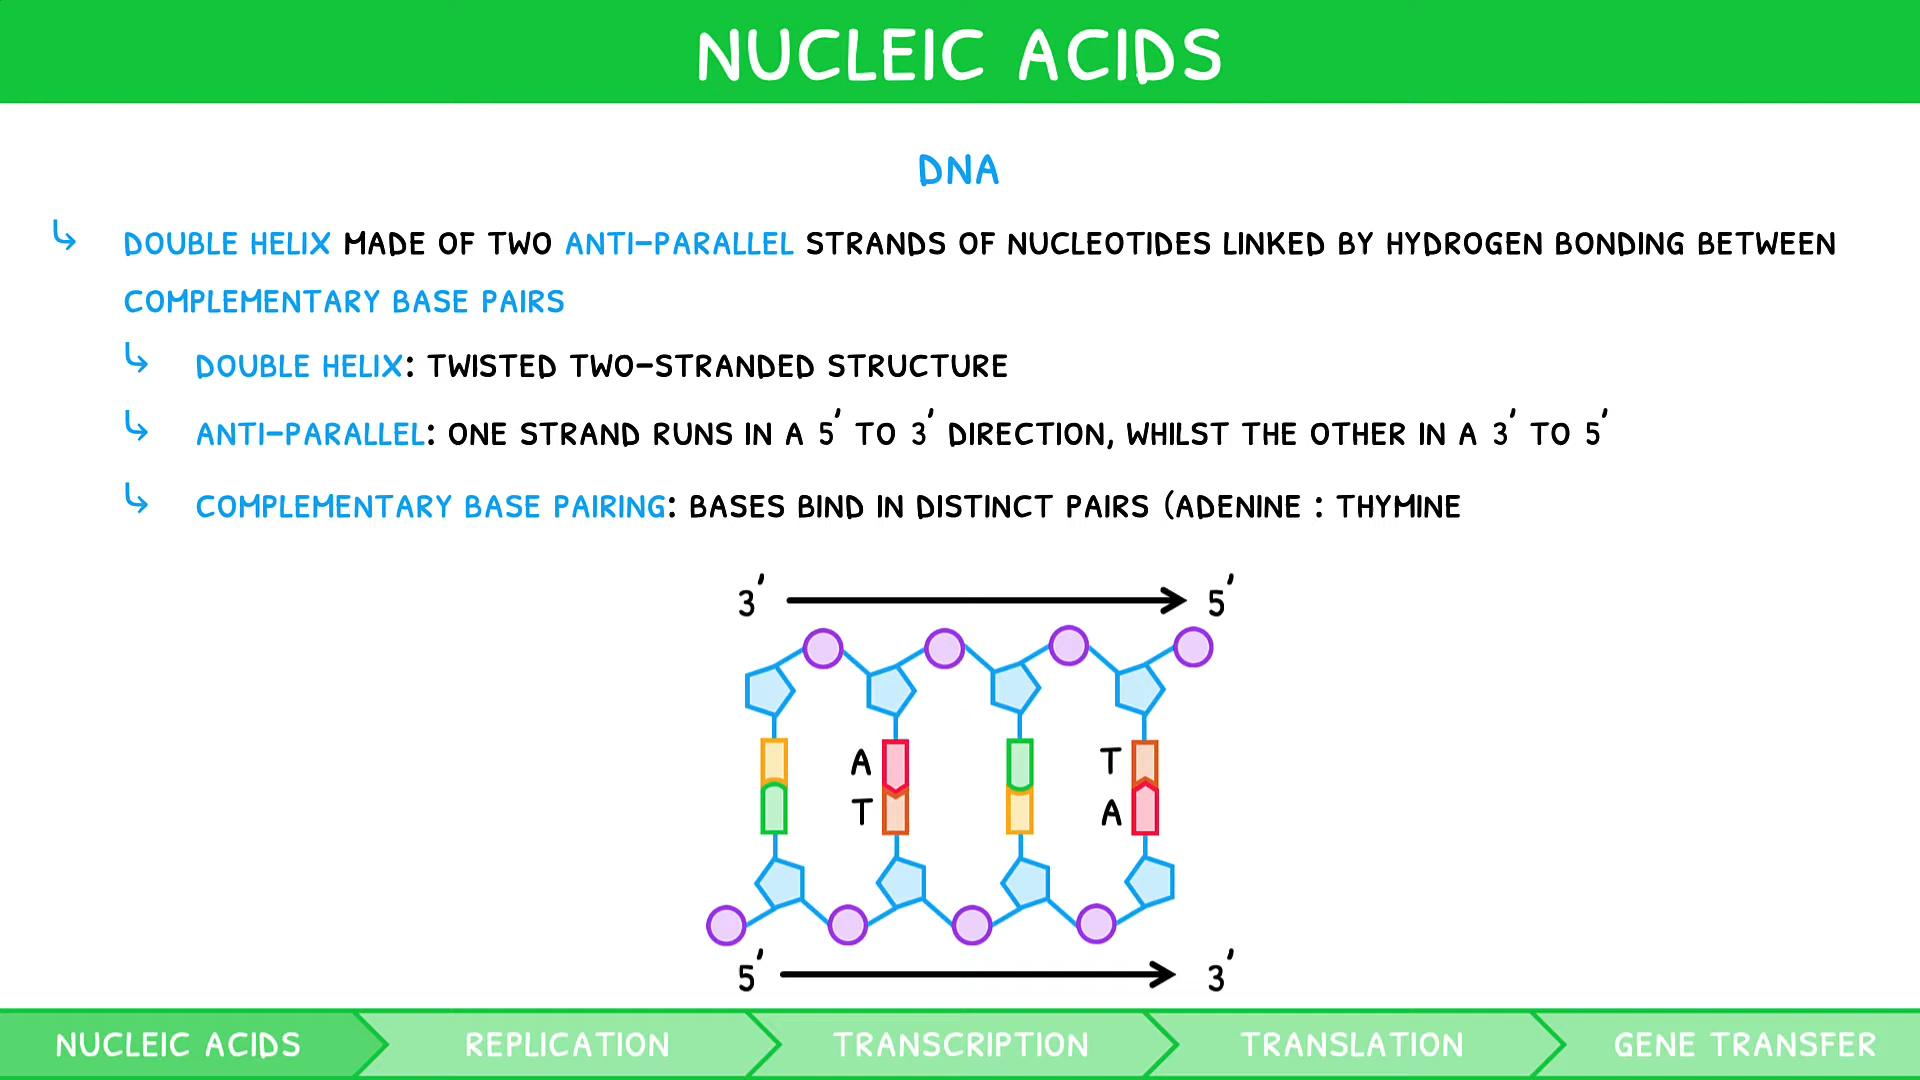 NUCLEIC ACIDS
DNA
↳ DOUBLE HELIX MADE OF TWO ANTI-PARALLEL STRANDS OF NUCLEOTIDES LINKED BY HYDROGEN BONDING BETWEEN
COMPLEMENTARY BASE PAIRS
↳ DOUBLE HELIX: TWISTED TWO-STRANDED STRUCTURE
↳ ANTI-PARALLEL: ONE STRAND RUNS IN A 5' TO 3' DIRECTION, WHILST THE OTHER IN A 3' TO 5'
↳ COMPLEMENTARY BASE PAIRING: BASES BIND IN DISTINCT PAIRS (ADENINE : THYMINE
3' 5'
A T
T A
5' 3'
NUCLEIC ACIDS REPLICATION TRANSCRIPTION TRANSLATION GENE TRANSFER